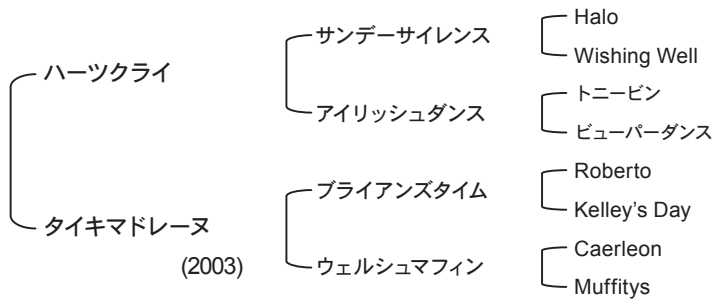 ハーツクライ
サンデーサイレンス
Halo
Wishing Well
アイリッシュダンス
トニービン
ビューパーダンス
タイキマドレーヌ
(2003)
ブライアンズタイム
Roberto
Kelley's Day
ウェルシュマフィン
Caerleon
Muffitys